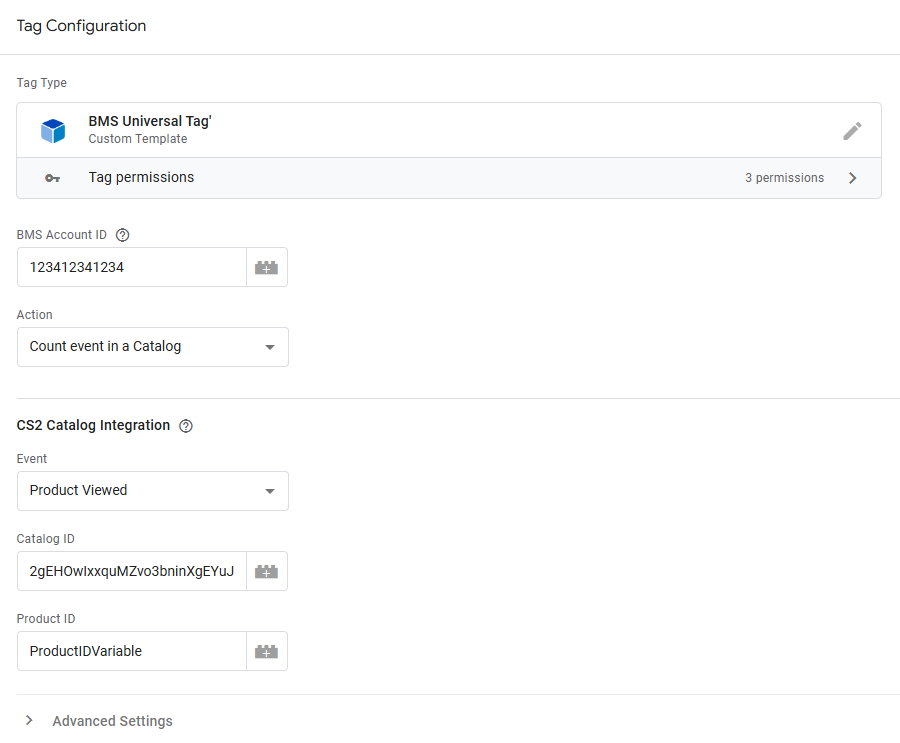 Tag Configuration
Tag Type
BMS Universal Tag'
Custom Template
Tag permissions
3 permissions
BMS Account ID
123412341234
Action
Count event in a Catalog
CS2 Catalog Integration
Event
Product Viewed
Catalog ID
2gEHOwIxxquMZvo3bninXgEYuJ
Product ID
ProductIDVariable
Advanced Settings